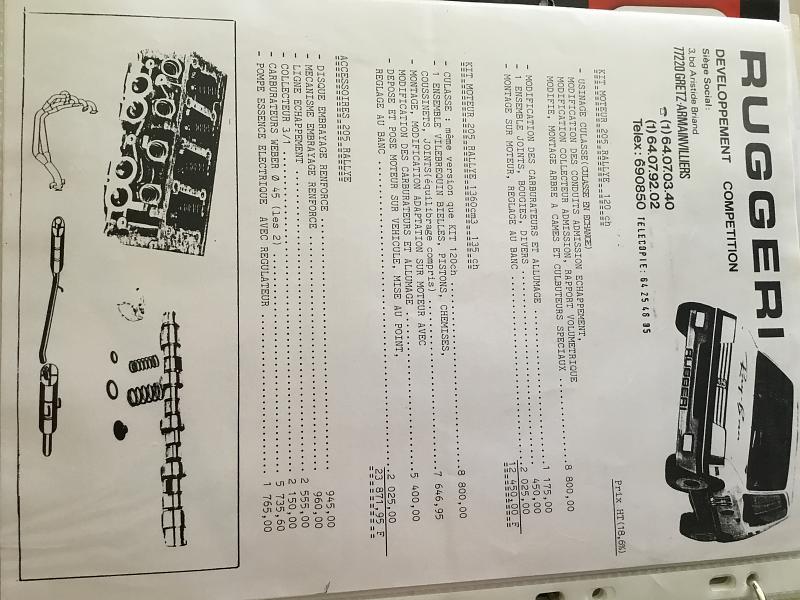 RUGGERI
DEVELOPPEMENT COMPETITION
Siège Social:
3, bd Aristide Briand
77220 GRETZ-ARMAINVILLIERS
☎ (1) 64.07.03.40
(1) 64.07.92.02
Telex: 690850 TELECOPIE: 64 25 48 95
RUGGERI
Prix HT(18,6%)
KIT MOTEUR 205 RALLYE 120 ch
- USINAGE CULASSE(CULASSE EN ECHANGE)
MODIFICATION DES CONDUITS ADMISSION ECHAPPEMENT,
MODIFICATION COLLECTEUR ADMISSION, RAPPORT VOLUMETRIQUE
MODIFIE, MONTAGE ARBRE A CAMES ET CULBUTEURS SPECIAUX ... 8 800,00
- MODIFICATION DES CARBURATEURS ET ALLUMAGE ... 1 175,00
- 1 ENSEMBLE JOINTS, BOUGIES, DIVERS ... 450,00
- MONTAGE SUR MOTEUR, REGLAGE AU BANC ... 2 025,00
12 450,00 F
KIT MOTEUR 205 RALLYE 1360cm3 135 ch
- CULASSE : même version que KIT 120ch ... 8 800,00
- 1 ENSEMBLE VILEBREQUIN BIELLES, PISTONS, CHEMISES,
COUSSINETS, JOINTS(équilibrage compris) ... 7 646,95
- MONTAGE, MODIFICATION ADAPTATION SUR MOTEUR AVEC
MODIFICATION DES CARBURATEURS ET ALLUMAGE ... 5 400,00
- DEPOSE ET POSE MOTEUR SUR VEHICULE, MISE AU POINT,
REGLAGE AU BANC ... 2 025,00
23 871,95 F
ACCESSOIRES 205 RALLYE
- DISQUE EMBRAYAGE RENFORCE ... 945,00
- MECANISME EMBRAYAGE RENFORCE ... 960,00
- LIGNE ECHAPPEMENT ... 2 555,00
- COLLECTEUR 3/1 ... 2 150,00
- CARBURATEURS WEBER Ø 45 (les 2) ... 5 735,60
- POMPE ESSENCE ELECTRIQUE AVEC REGULATEUR ... 1 765,00